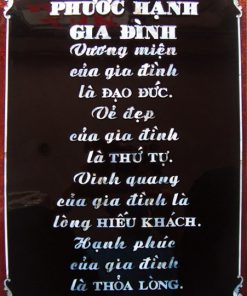 PHƯỚC HẠNH
GIA ĐÌNH
Vương miện
của gia đình
là ĐẠO ĐỨC.
Vẻ đẹp
của gia đình
là THỨ TỰ.
Vinh quang
của gia đình là
lòng HIẾU KHÁCH.
Hạnh phúc
của gia đình
là THỎA LÒNG.